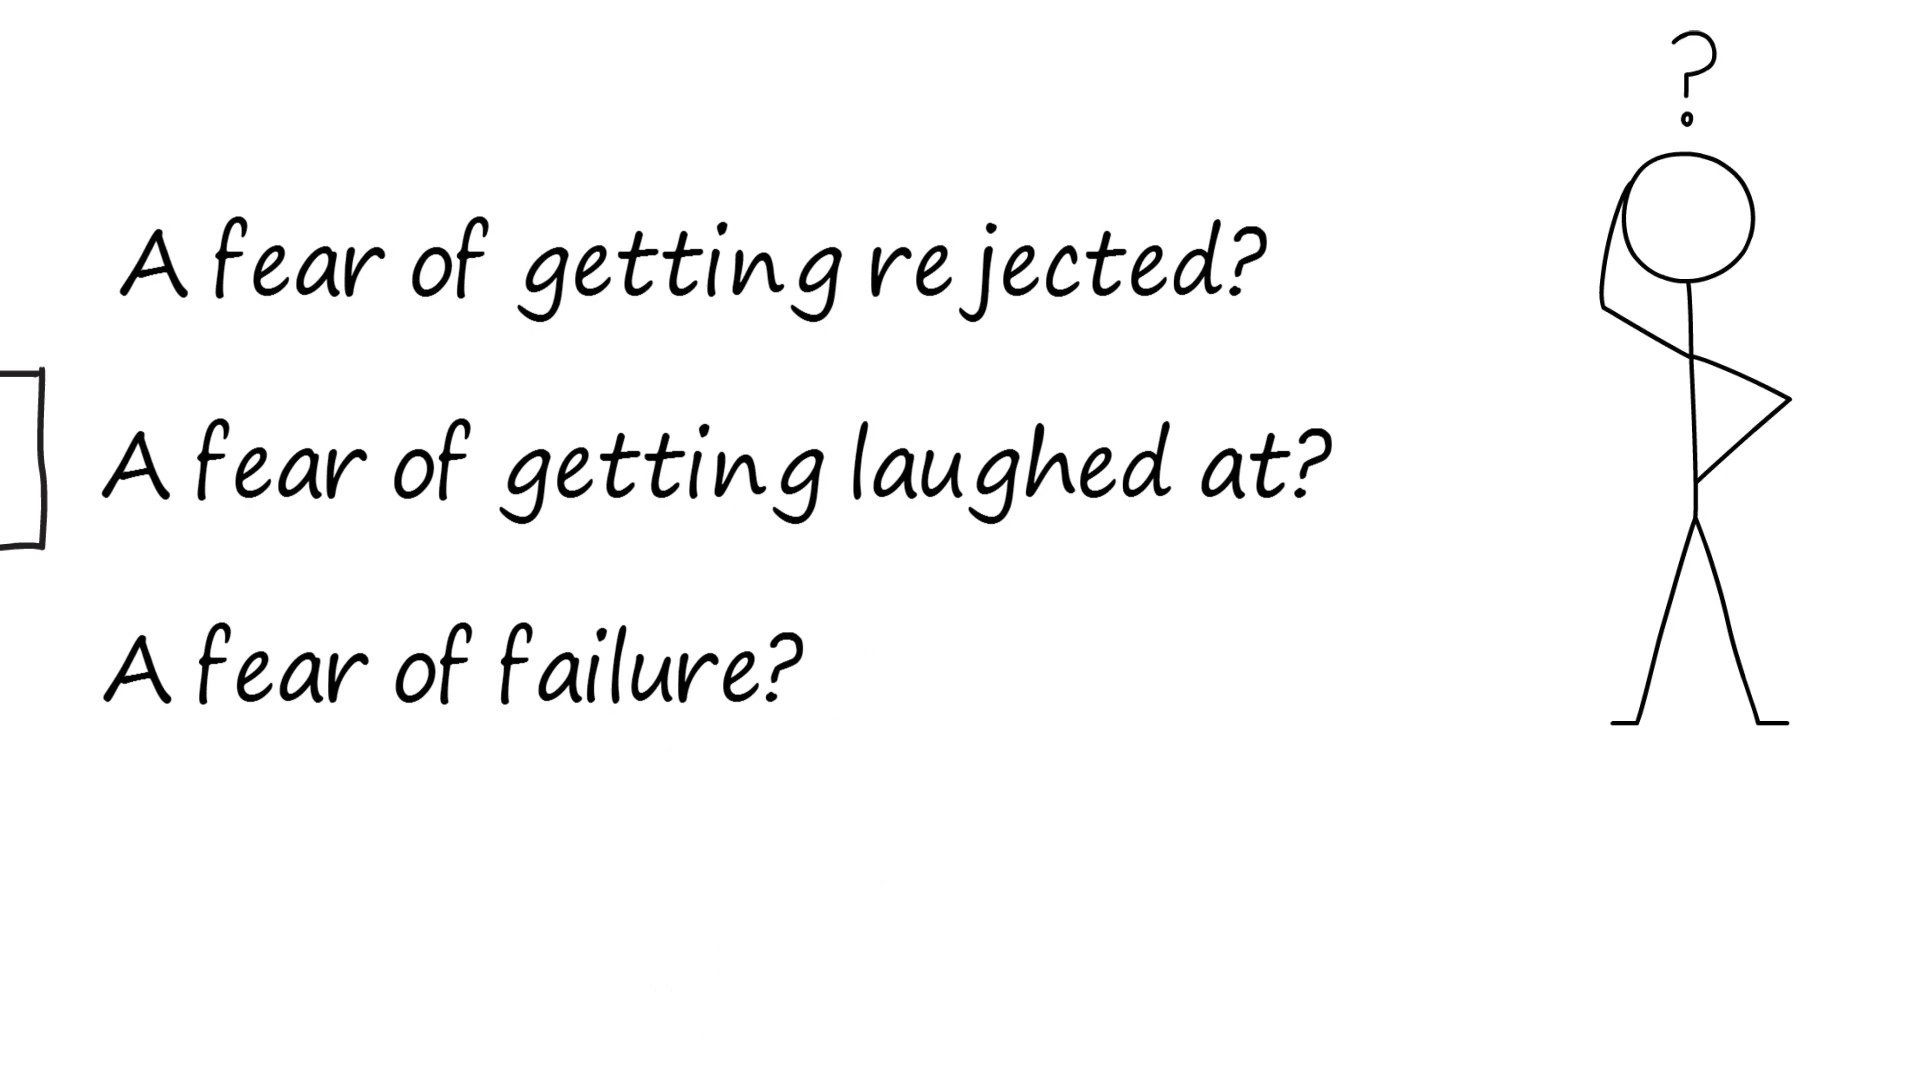 ?
A fear of getting rejected?
A fear of getting laughed at?
A fear of failure?